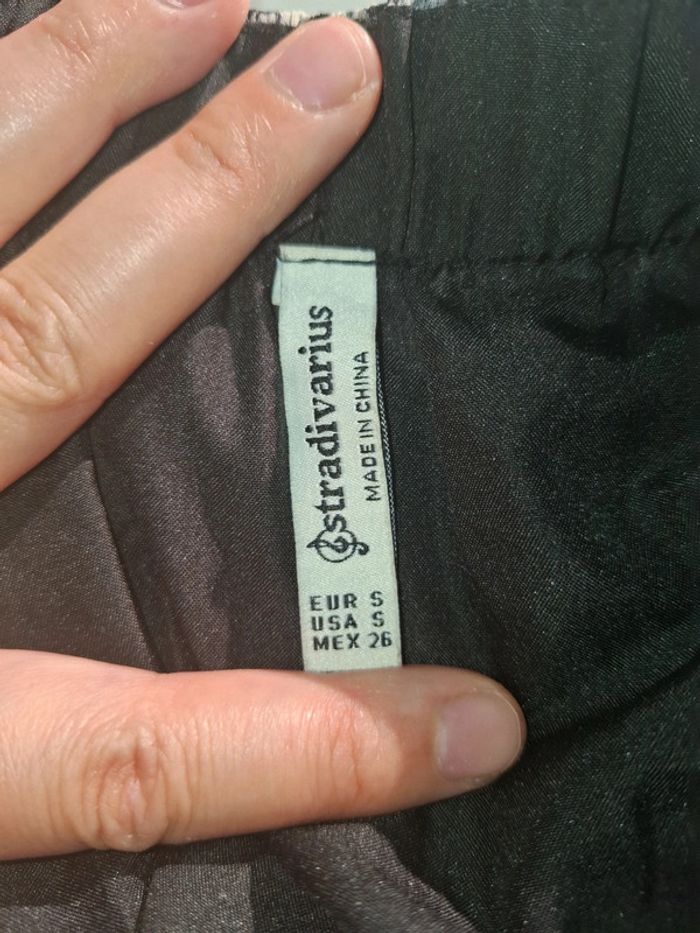 stradivarius
MADE IN CHINA
EUR S
USA S
MEX 26